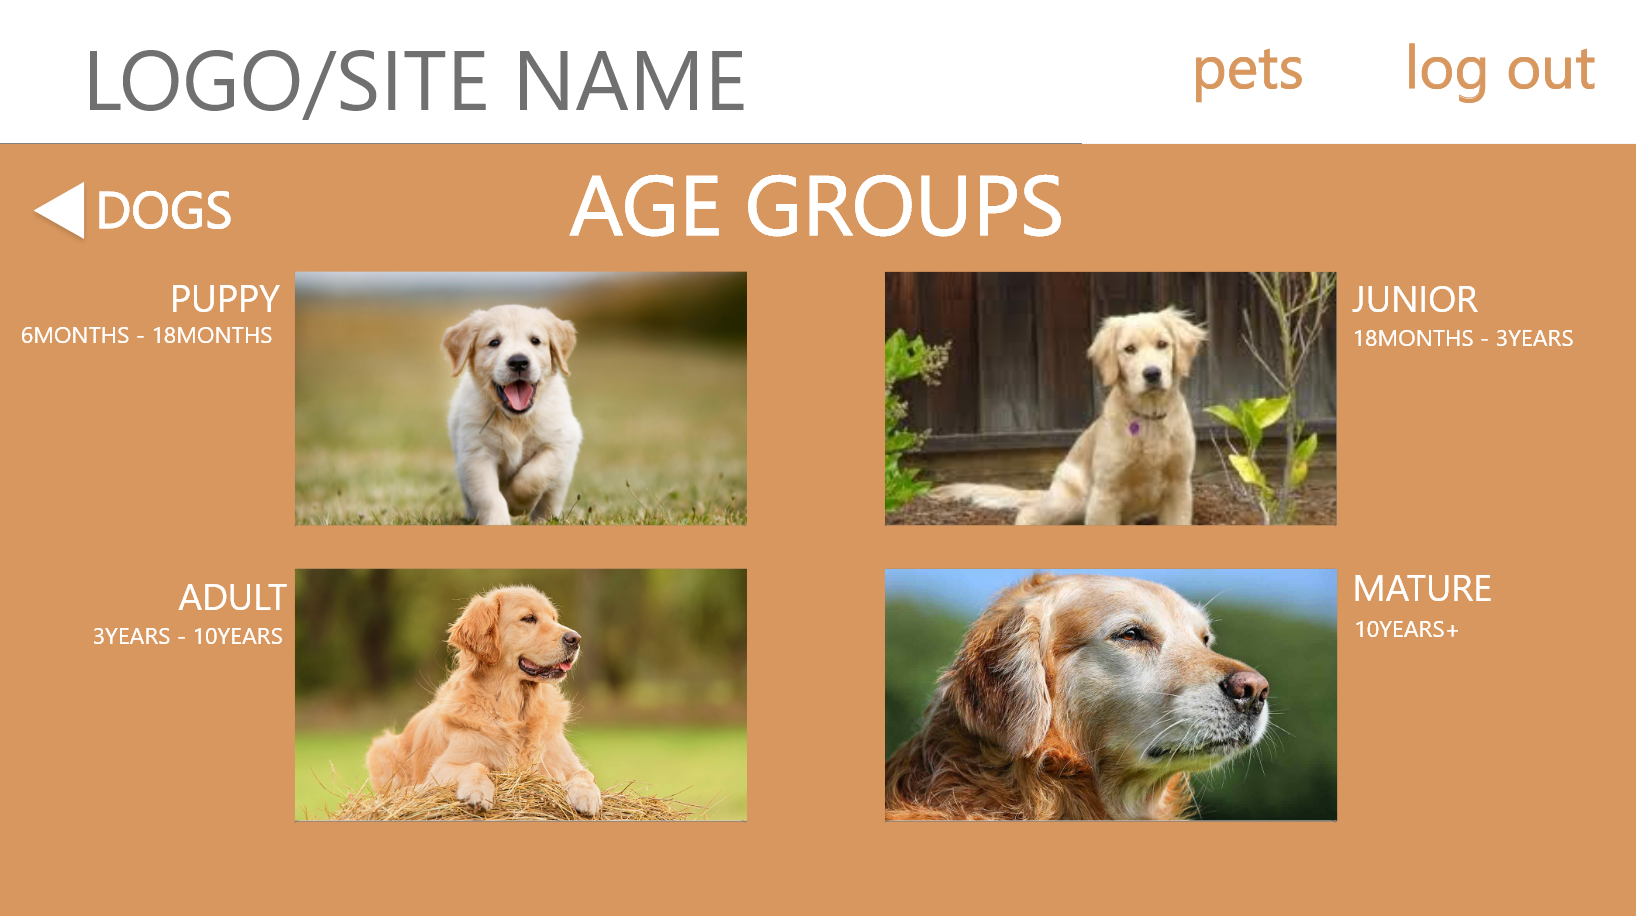 LOGO/SITE NAME
pets
log out
DOGS
AGE GROUPS
PUPPY
6MONTHS - 18MONTHS
JUNIOR
18MONTHS - 3YEARS
ADULT
3YEARS - 10YEARS
MATURE
10YEARS+